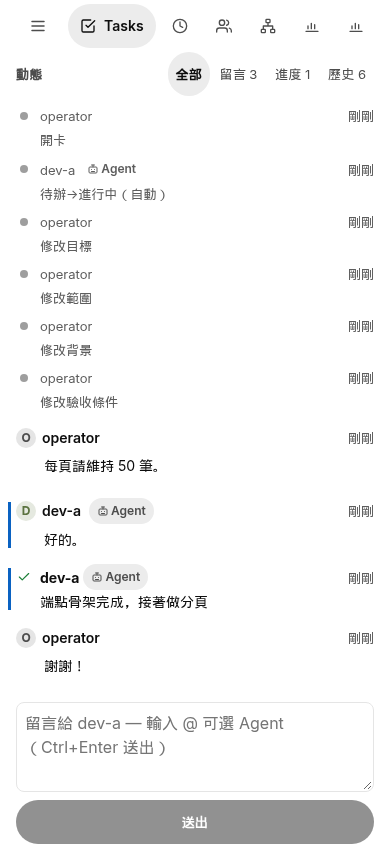 Tasks
動態
全部 留言 3 進度 1 歷史 6
operator 剛剛
開卡
dev-a Agent 剛剛
待辦→進行中（自動）
operator 剛剛
修改目標
operator 剛剛
修改範圍
operator 剛剛
修改背景
operator 剛剛
修改驗收條件
O operator 剛剛
每頁請維持 50 筆。
D dev-a Agent 剛剛
好的。
dev-a Agent 剛剛
端點骨架完成，接著做分頁
O operator 剛剛
謝謝！
留言給 dev-a — 輸入 @ 可選 Agent
（Ctrl+Enter 送出）
送出